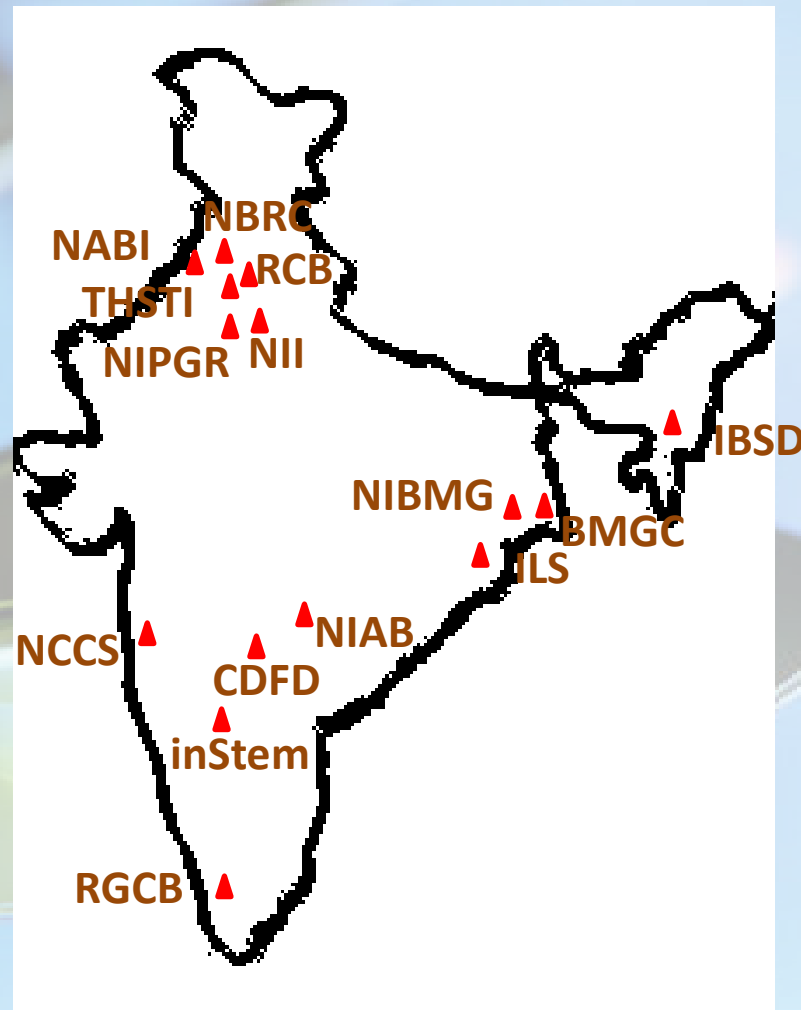 NBRC
NABI
RCB
THSTI
NIPGR
NII
IBSD
NIBMG
BMGC
ILS
NIAB
NCCS
CDFD
inStem
RGCB